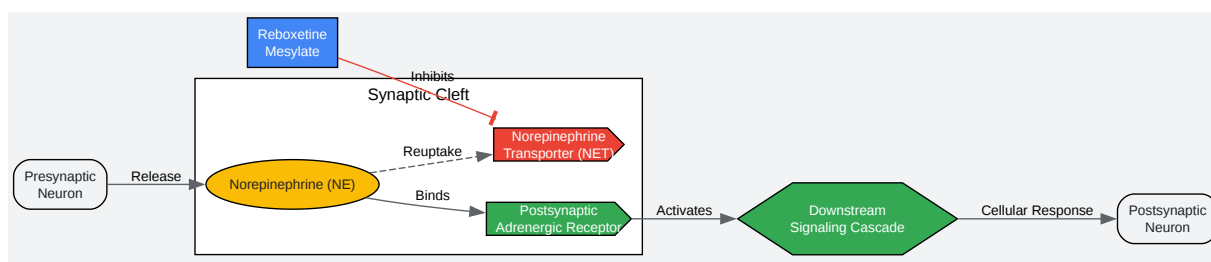 Reboxetine
Mesylate
Inhibits
Synaptic Cleft
Norepinephrine
Transporter (NET)
Reuptake
Presynaptic
Neuron
Release
Norepinephrine (NE)
Binds
Postsynaptic
Adrenergic Receptor
Activates
Downstream
Signaling Cascade
Cellular Response
Postsynaptic
Neuron